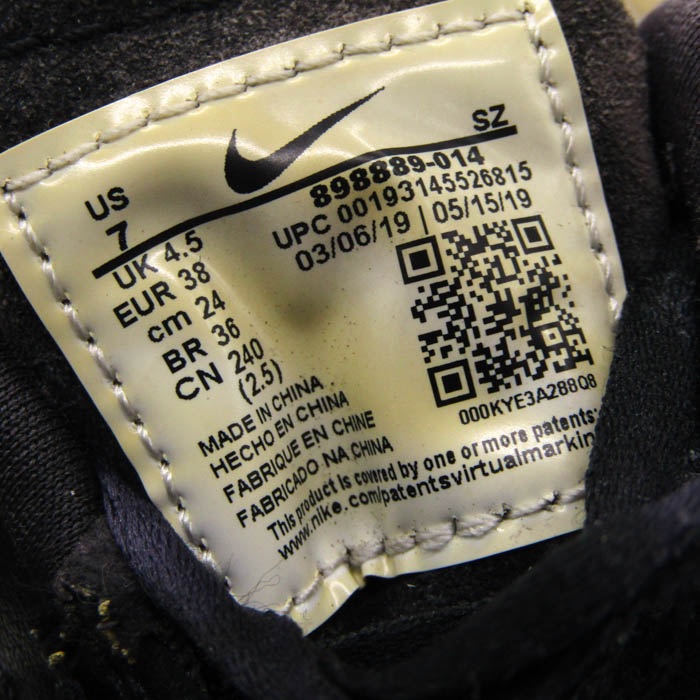 US
7
SZ
898889-014
UPC 00193145526815
03/06/19 | 05/15/19
UK 4.5
EUR 38
cm 24
BR 36
CN 240
(2.5)
000KYE3A288Q8
MADE IN CHINA
HECHO EN CHINA
FABRIQUE EN CHINE
FABRICADO NA CHINA
This product is covered by one or more patents:
www.nike.com/patentsvirtualmarkin